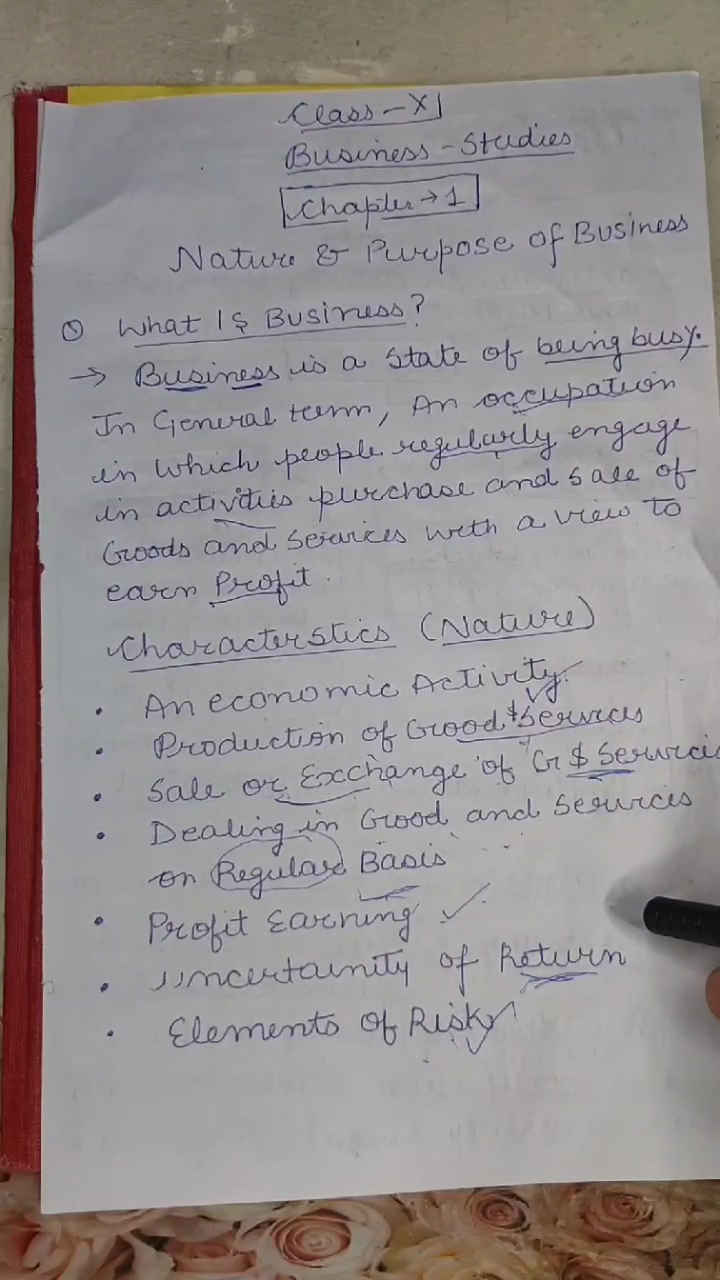 Class - XI
Business - Studies
Chapter → 1
Nature & Purpose of Business
What Is Business?
→ Business is a State of being busy.
In General term, An occupation
in which people regularly engage
in activities purchase and sale of
Goods and Services with a view to
earn Profit.
Characterstics (Nature)
• An economic Activity
• Production of Good & Services
• Sale or Exchange of G & Services
• Dealing in Good and Services
on Regular Basis
• Profit Earning ✓
• Uncertainity of Return
• Elements of Risk